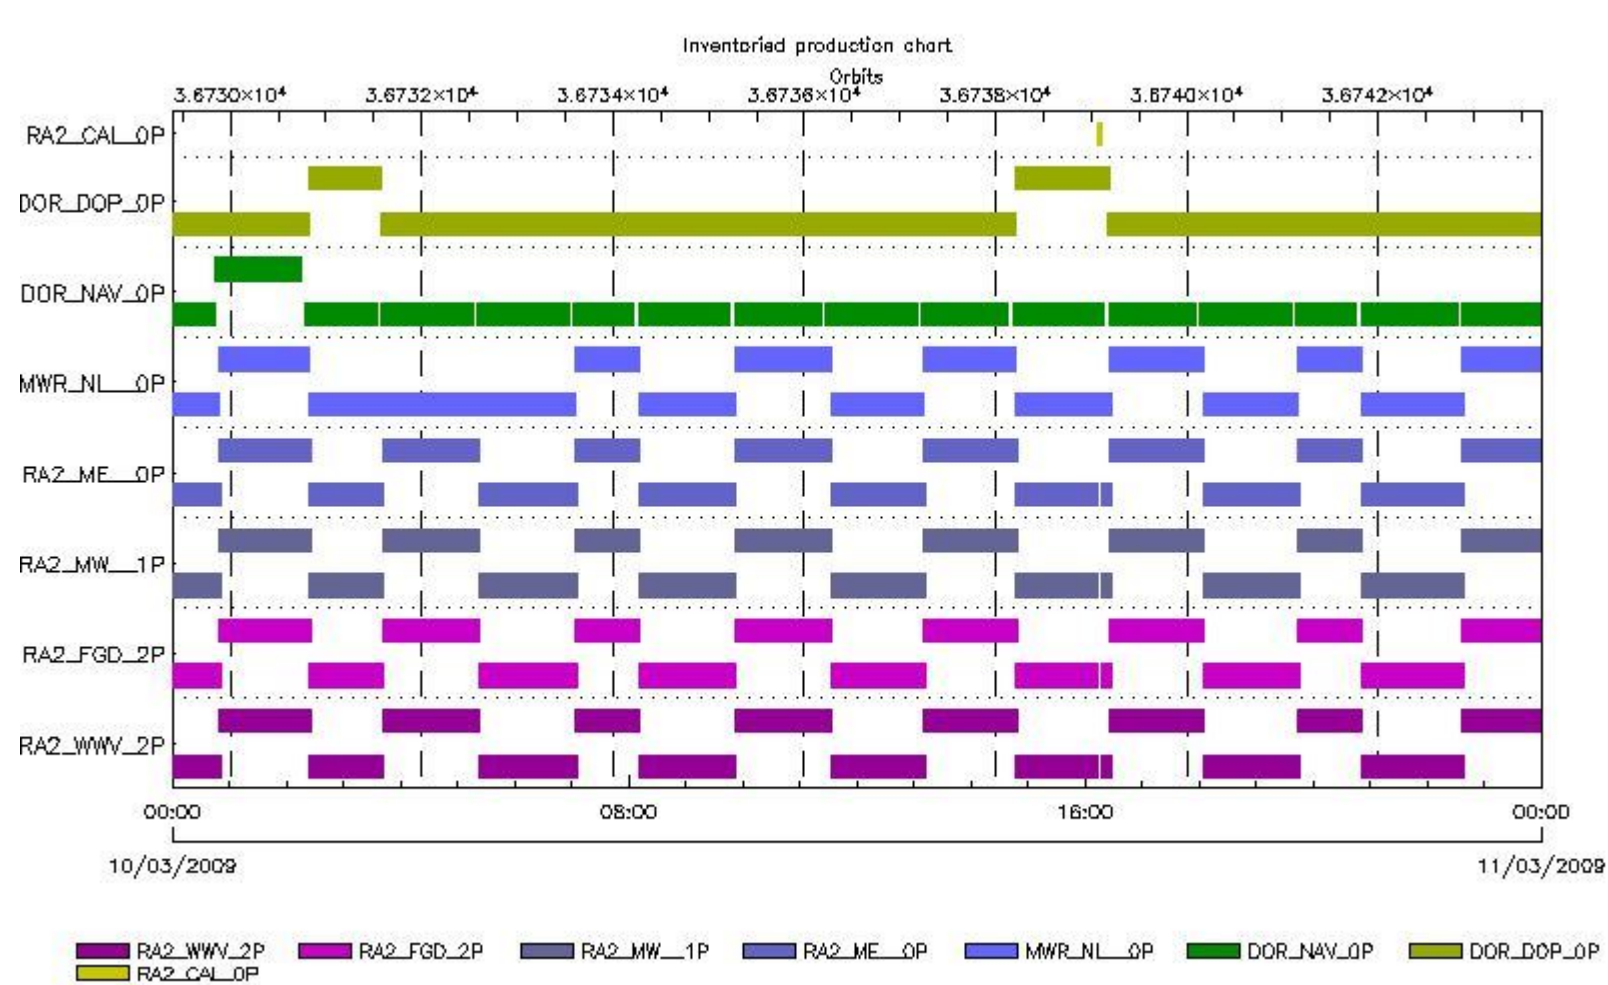 Inventoried production chart
Orbits
3.6730×10⁴ 3.6732×10⁴ 3.6734×10⁴ 3.6736×10⁴ 3.6738×10⁴ 3.6740×10⁴ 3.6742×10⁴
RA2_CAL_0P
DOR_DOP_0P
DOR_NAV_0P
MWR_NL__0P
RA2_ME__0P
RA2_MW__1P
RA2_FGD_2P
RA2_WWV_2P
00:00 08:00 16:00 00:00
10/03/2009 11/03/2009
RA2_WWV_2P RA2_FGD_2P RA2_MW__1P RA2_ME__0P MWR_NL__0P DOR_NAV_0P DOR_DOP_0P
RA2_CAL_0P